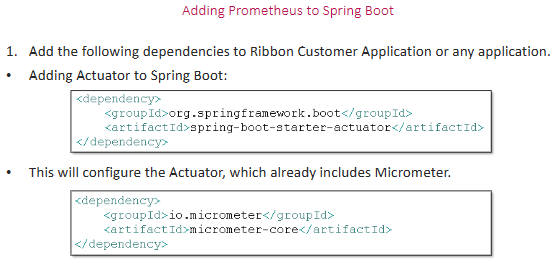 Adding Prometheus to Spring Boot
1. Add the following dependencies to Ribbon Customer Application or any application.
• Adding Actuator to Spring Boot:
<dependency>
<groupId>org.springframework.boot</groupId>
<artifactId>spring-boot-starter-actuator</artifactId>
</dependency>
• This will configure the Actuator, which already includes Micrometer.
<dependency>
<groupId>io.micrometer</groupId>
<artifactId>micrometer-core</artifactId>
</dependency>